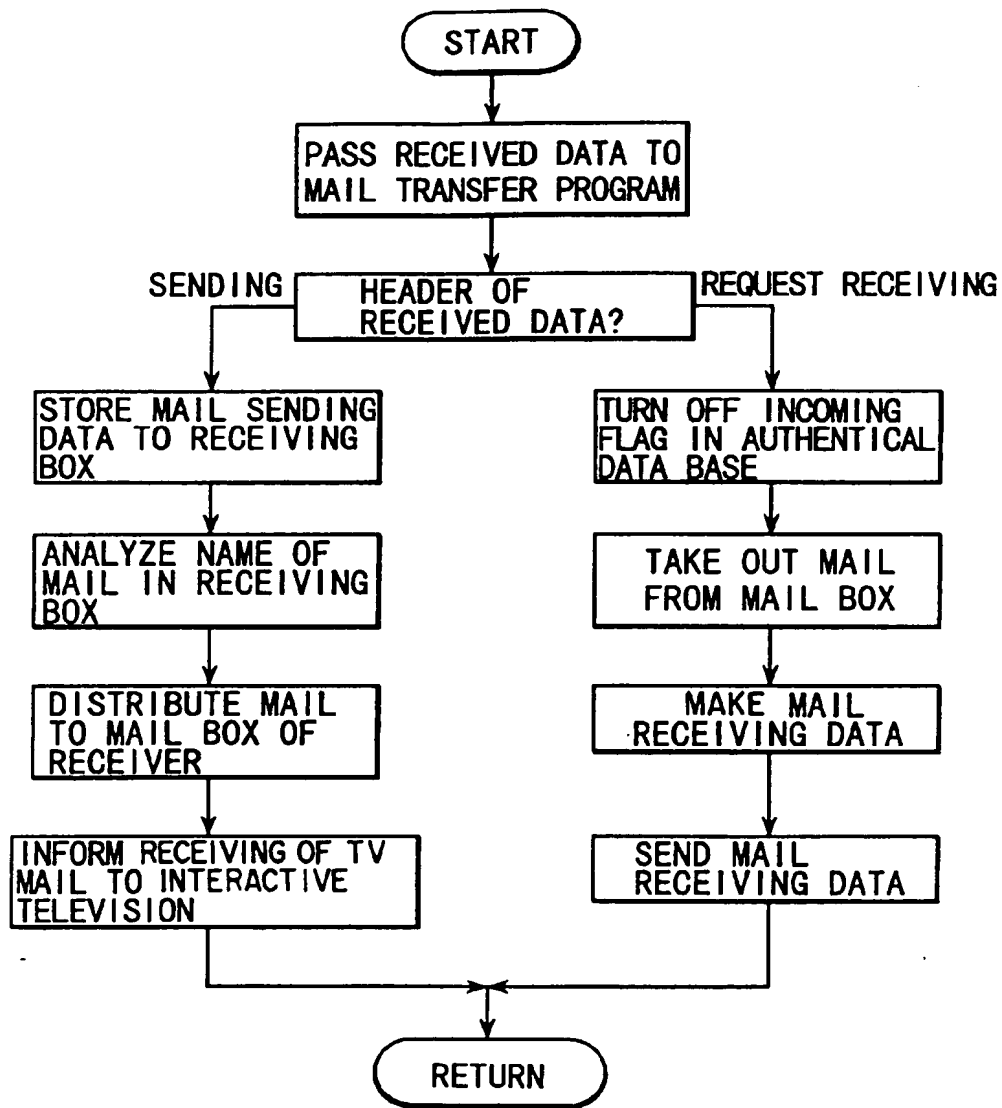 START
PASS RECEIVED DATA TO
MAIL TRANSFER PROGRAM
SENDING
HEADER OF
RECEIVED DATA?
REQUEST RECEIVING
STORE MAIL SENDING
DATA TO RECEIVING
BOX
ANALYZE NAME OF
MAIL IN RECEIVING
BOX
DISTRIBUTE MAIL
TO MAIL BOX OF
RECEIVER
INFORM RECEIVING OF TV
MAIL TO INTERACTIVE
TELEVISION
TURN OFF INCOMING
FLAG IN AUTHENTICAL
DATA BASE
TAKE OUT MAIL
FROM MAIL BOX
MAKE MAIL
RECEIVING DATA
SEND MAIL
RECEIVING DATA
RETURN